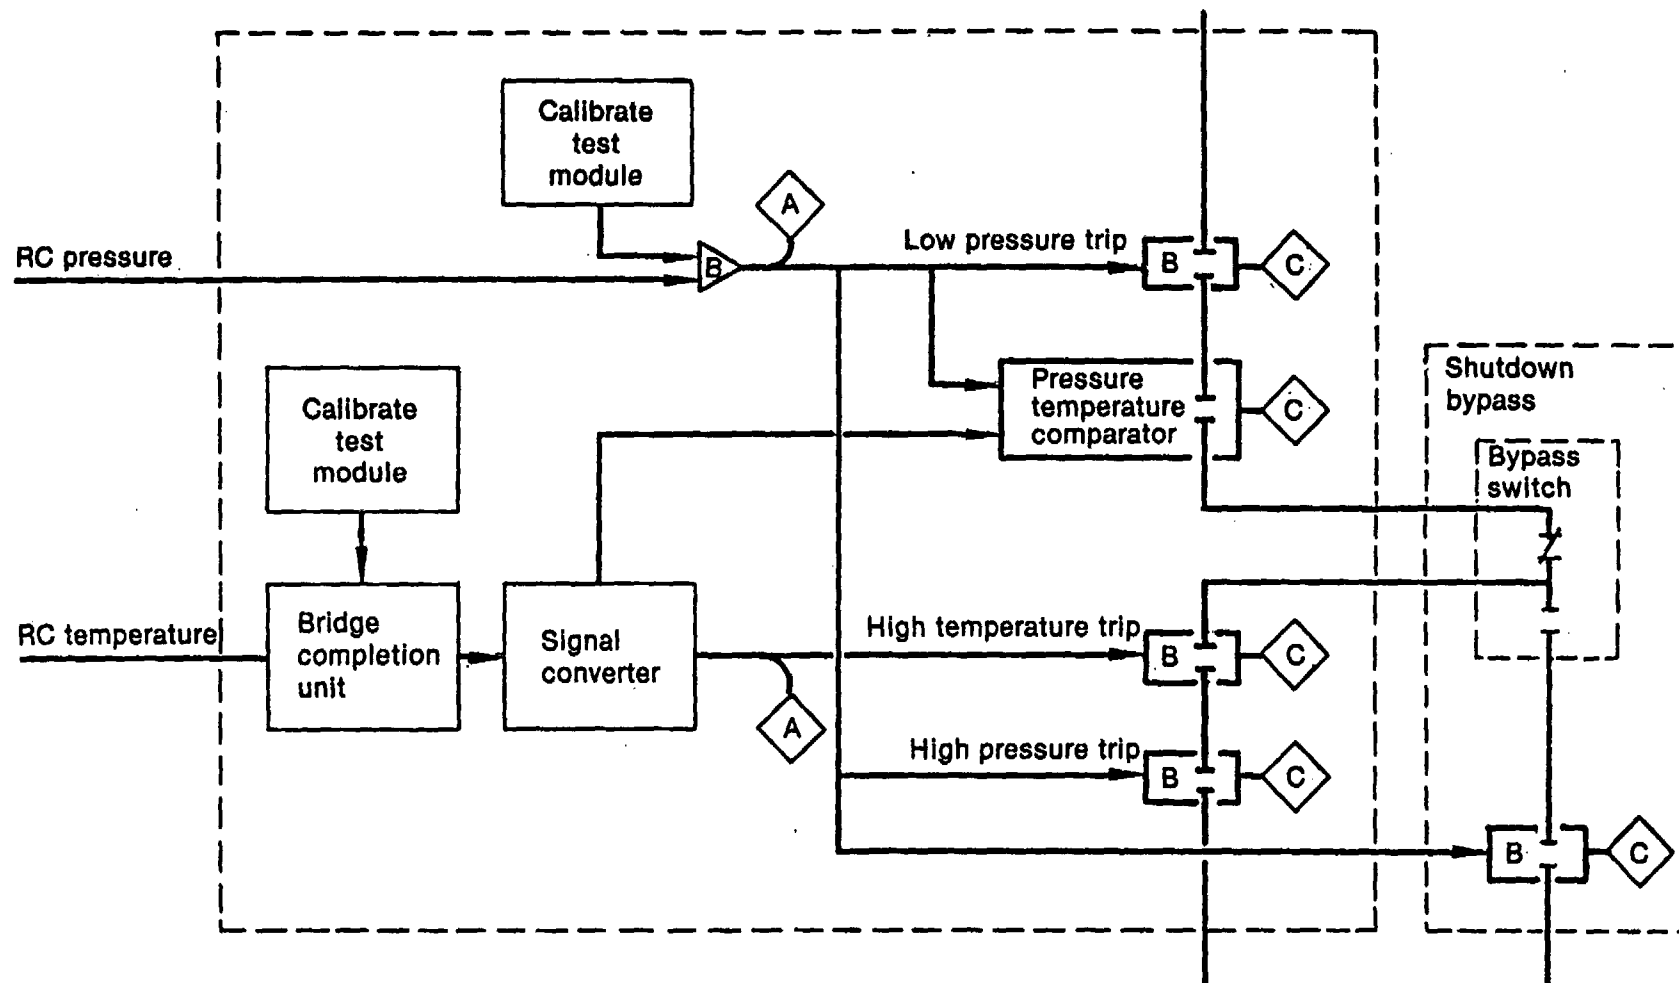 Calibrate
test
module
A
RC pressure
B
Low pressure trip
B
C
Pressure
temperature
comparator
C
Shutdown
bypass
Bypass
switch
Calibrate
test
module
RC temperature
Bridge
completion
unit
Signal
converter
A
High temperature trip
B
C
High pressure trip
B
C
B
C